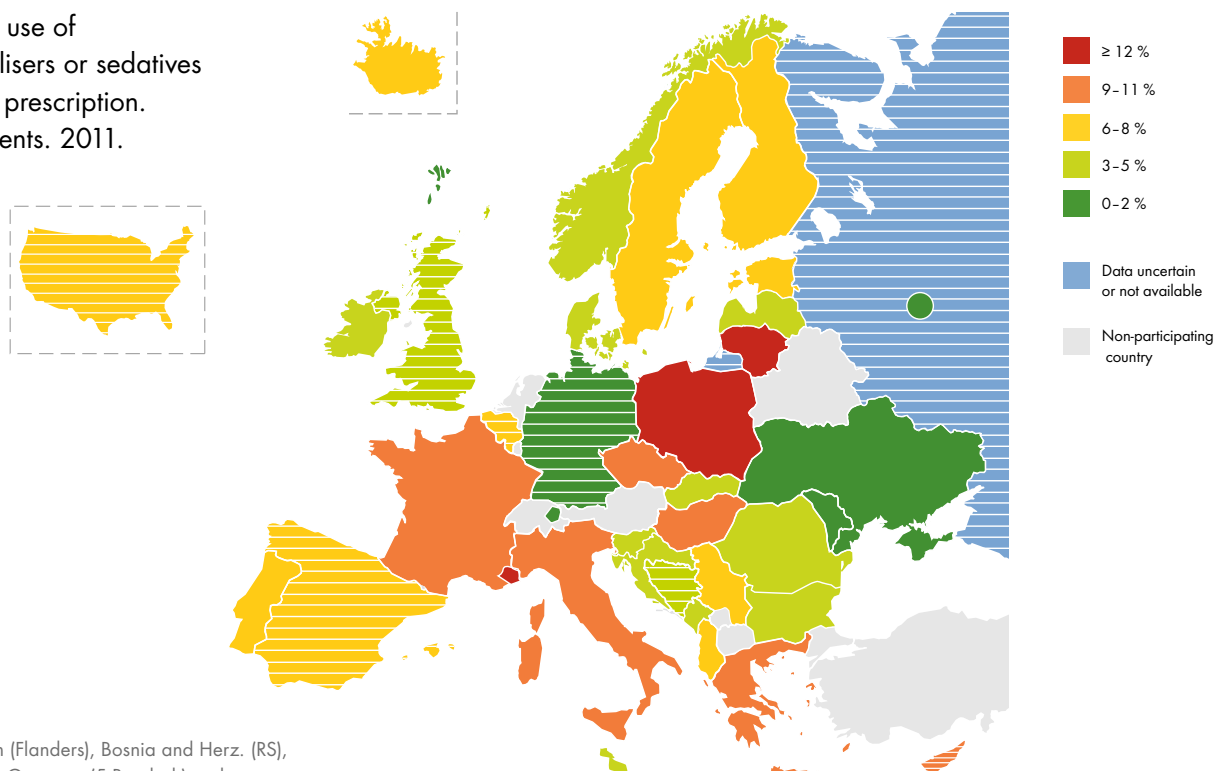 use of
lisers or sedatives
prescription.
ents. 2011.
≥ 12 %
9–11 %
6–8 %
3–5 %
0–2 %
Data uncertain
or not available
Non-participating
country
n (Flanders), Bosnia and Herz. (RS),